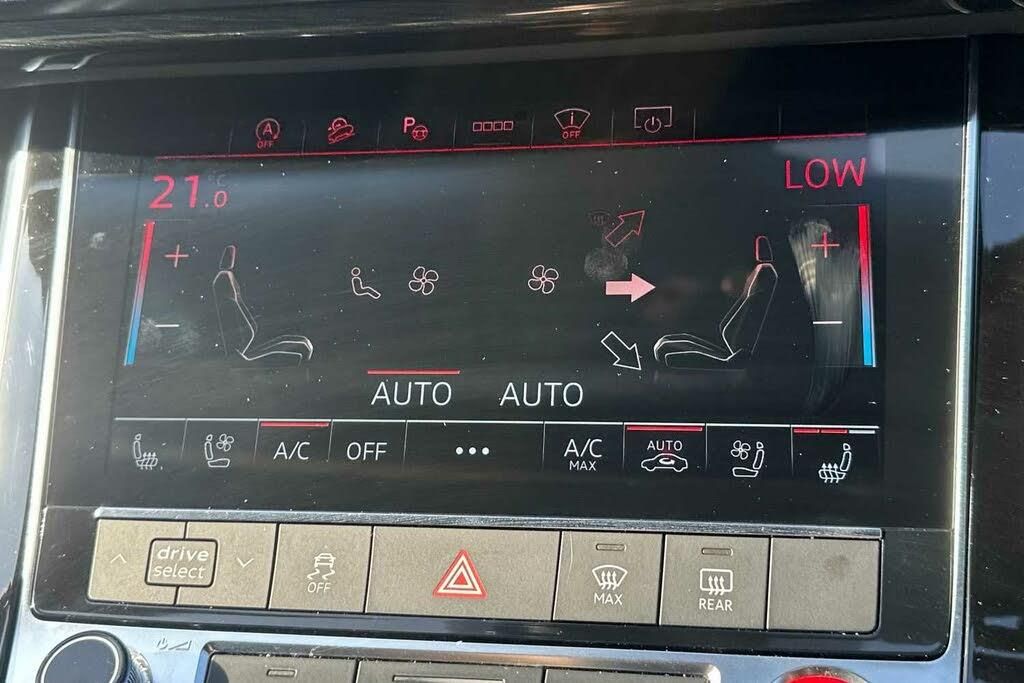 A OFF
P
i OFF
21.0 °C
LOW
AUTO AUTO
A/C OFF ... A/C MAX AUTO
drive select
OFF
MAX
REAR